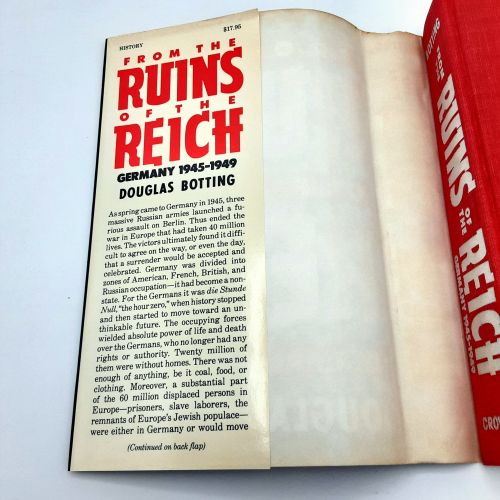 HISTORY
$17.95
FROM THE
RUINS
OF THE
REICH
GERMANY 1945-1949
DOUGLAS BOTTING
As spring came to Germany in 1945, three
massive Russian armies launched a fu-
rious assault on Berlin. Thus ended the
war in Europe that had taken 40 million
lives. The victors ultimately found it diffi-
cult to agree on the way, or even the day,
that a surrender would be accepted and
celebrated. Germany was divided into
zones of American, French, British, and
Russian occupation—it had become a non-
state. For the Germans it was die Stunde
Null, "the hour zero," when history stopped
and then started to move toward an un-
thinkable future. The occupying forces
wielded absolute power of life and death
over the Germans, who no longer had any
rights or authority. Twenty million of
them were without homes. There was not
enough of anything, be it coal, food, or
clothing. Moreover, a substantial part
of the 60 million displaced persons in
Europe—prisoners, slave laborers, the
remnants of Europe's Jewish populace—
were either in Germany or would move
(Continued on back flap)
BOTTING
FROM THE
RUINS
OF THE
REICH
GERMANY 1945-1949